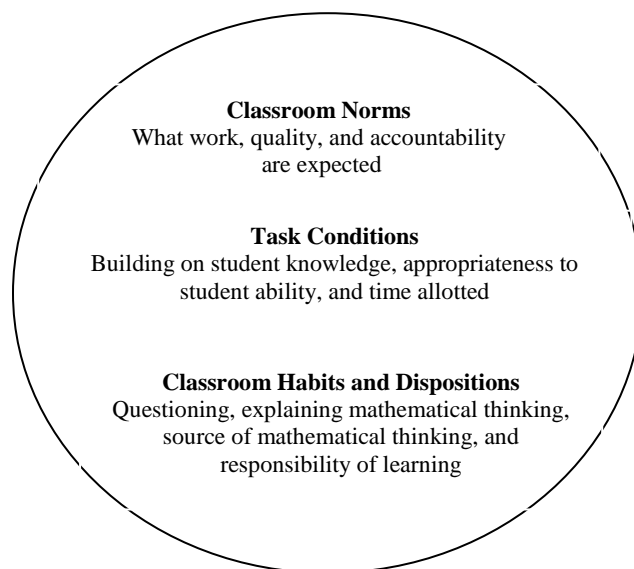 Classroom Norms
What work, quality, and accountability
are expected
Task Conditions
Building on student knowledge, appropriateness to
student ability, and time allotted
Classroom Habits and Dispositions
Questioning, explaining mathematical thinking,
source of mathematical thinking, and
responsibility of learning